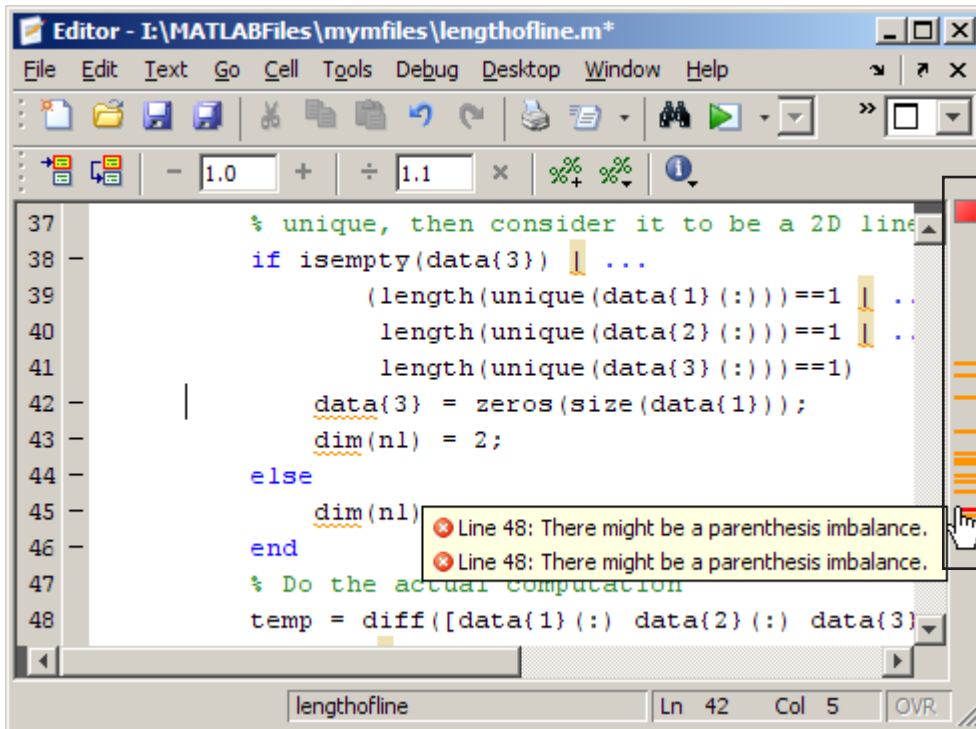 Editor - I:\MATLABFiles\mymfiles\lengthofline.m*
File Edit Text Go Cell Tools Debug Desktop Window Help
»
1.0 1.1
37 % unique, then consider it to be a 2D line
38 – if isempty(data{3}) | ...
39 (length(unique(data{1}(:)))==1 | ..
40 length(unique(data{2}(:)))==1 | ..
41 length(unique(data{3}(:)))==1)
42 – data{3} = zeros(size(data{1}));
43 – dim(nl) = 2;
44 – else
45 – dim(nl)
Line 48: There might be a parenthesis imbalance.
46 – end
Line 48: There might be a parenthesis imbalance.
47 % Do the actual computation
48 temp = diff([data{1}(:) data{2}(:) data{3}
lengthofline Ln 42 Col 5 OVR